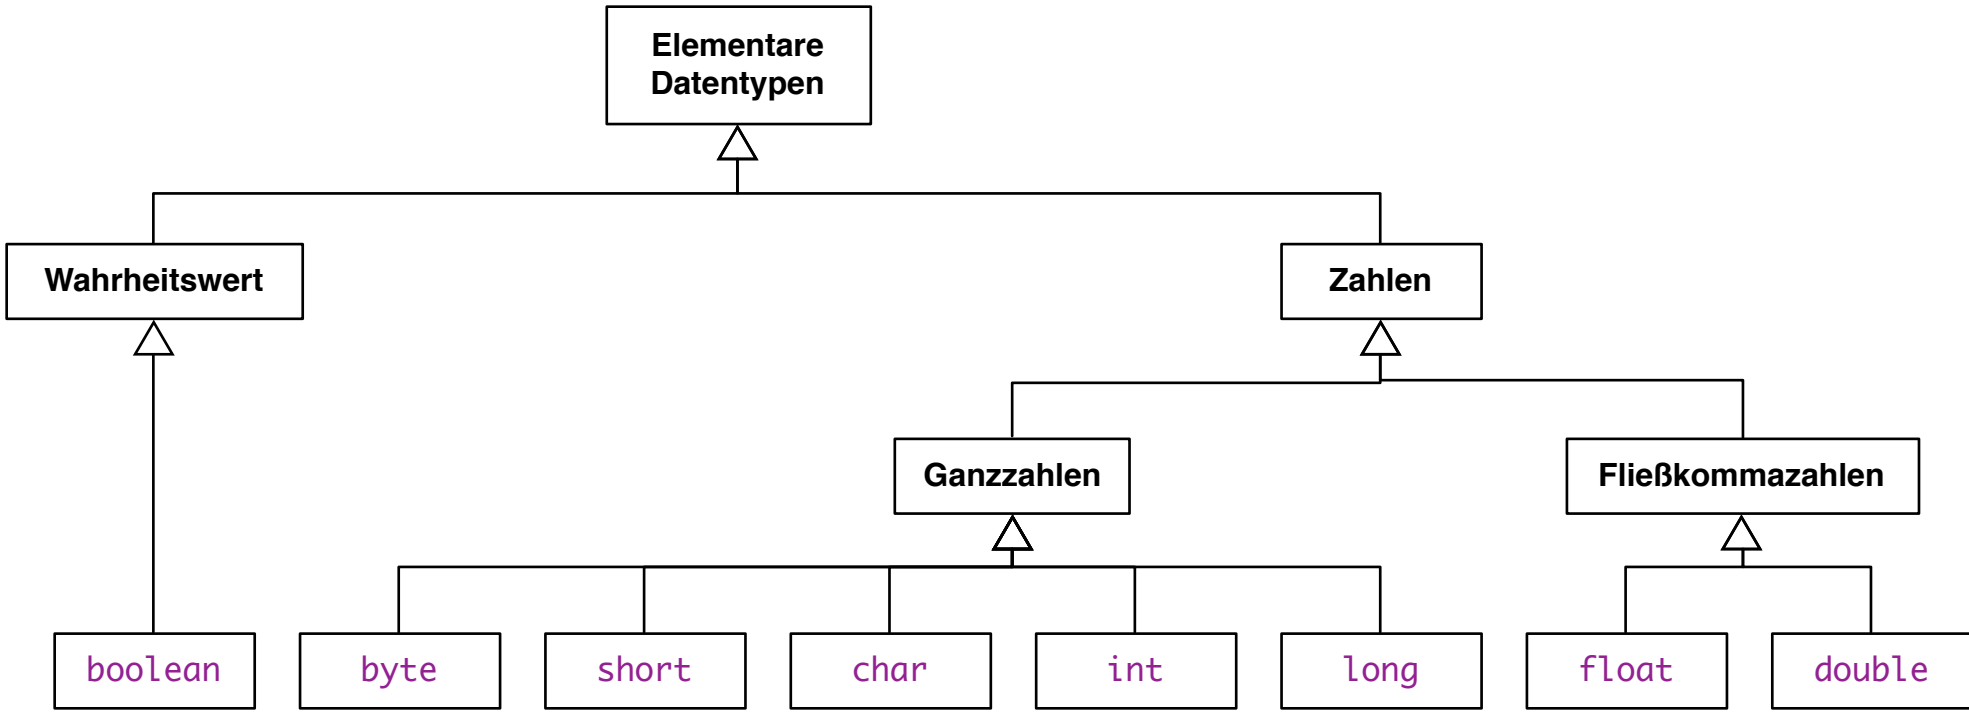 Elementare
Datentypen
Wahrheitswert
Zahlen
Ganzzahlen
Fließkommazahlen
boolean
byte
short
char
int
long
float
double